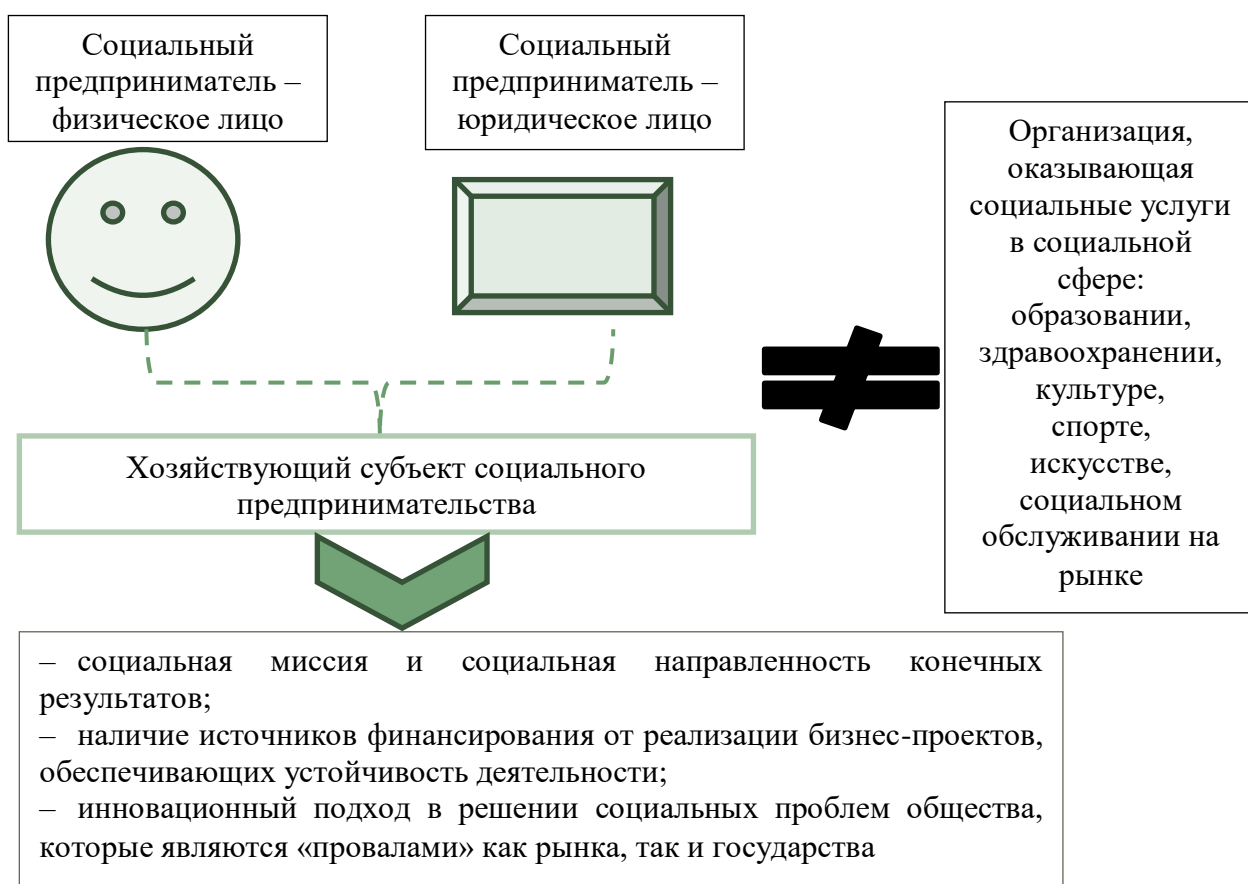 Социальный
предприниматель –
физическое лицо
Социальный
предприниматель –
юридическое лицо
Организация,
оказывающая
социальные услуги
в социальной
сфере:
образовании,
здравоохранении,
культуре,
спорте,
искусстве,
социальном
обслуживании на
рынке
Хозяйствующий субъект социального
предпринимательства
– социальная миссия и социальная направленность конечных
результатов;
– наличие источников финансирования от реализации бизнес-проектов,
обеспечивающих устойчивость деятельности;
– инновационный подход в решении социальных проблем общества,
которые являются «провалами» как рынка, так и государства